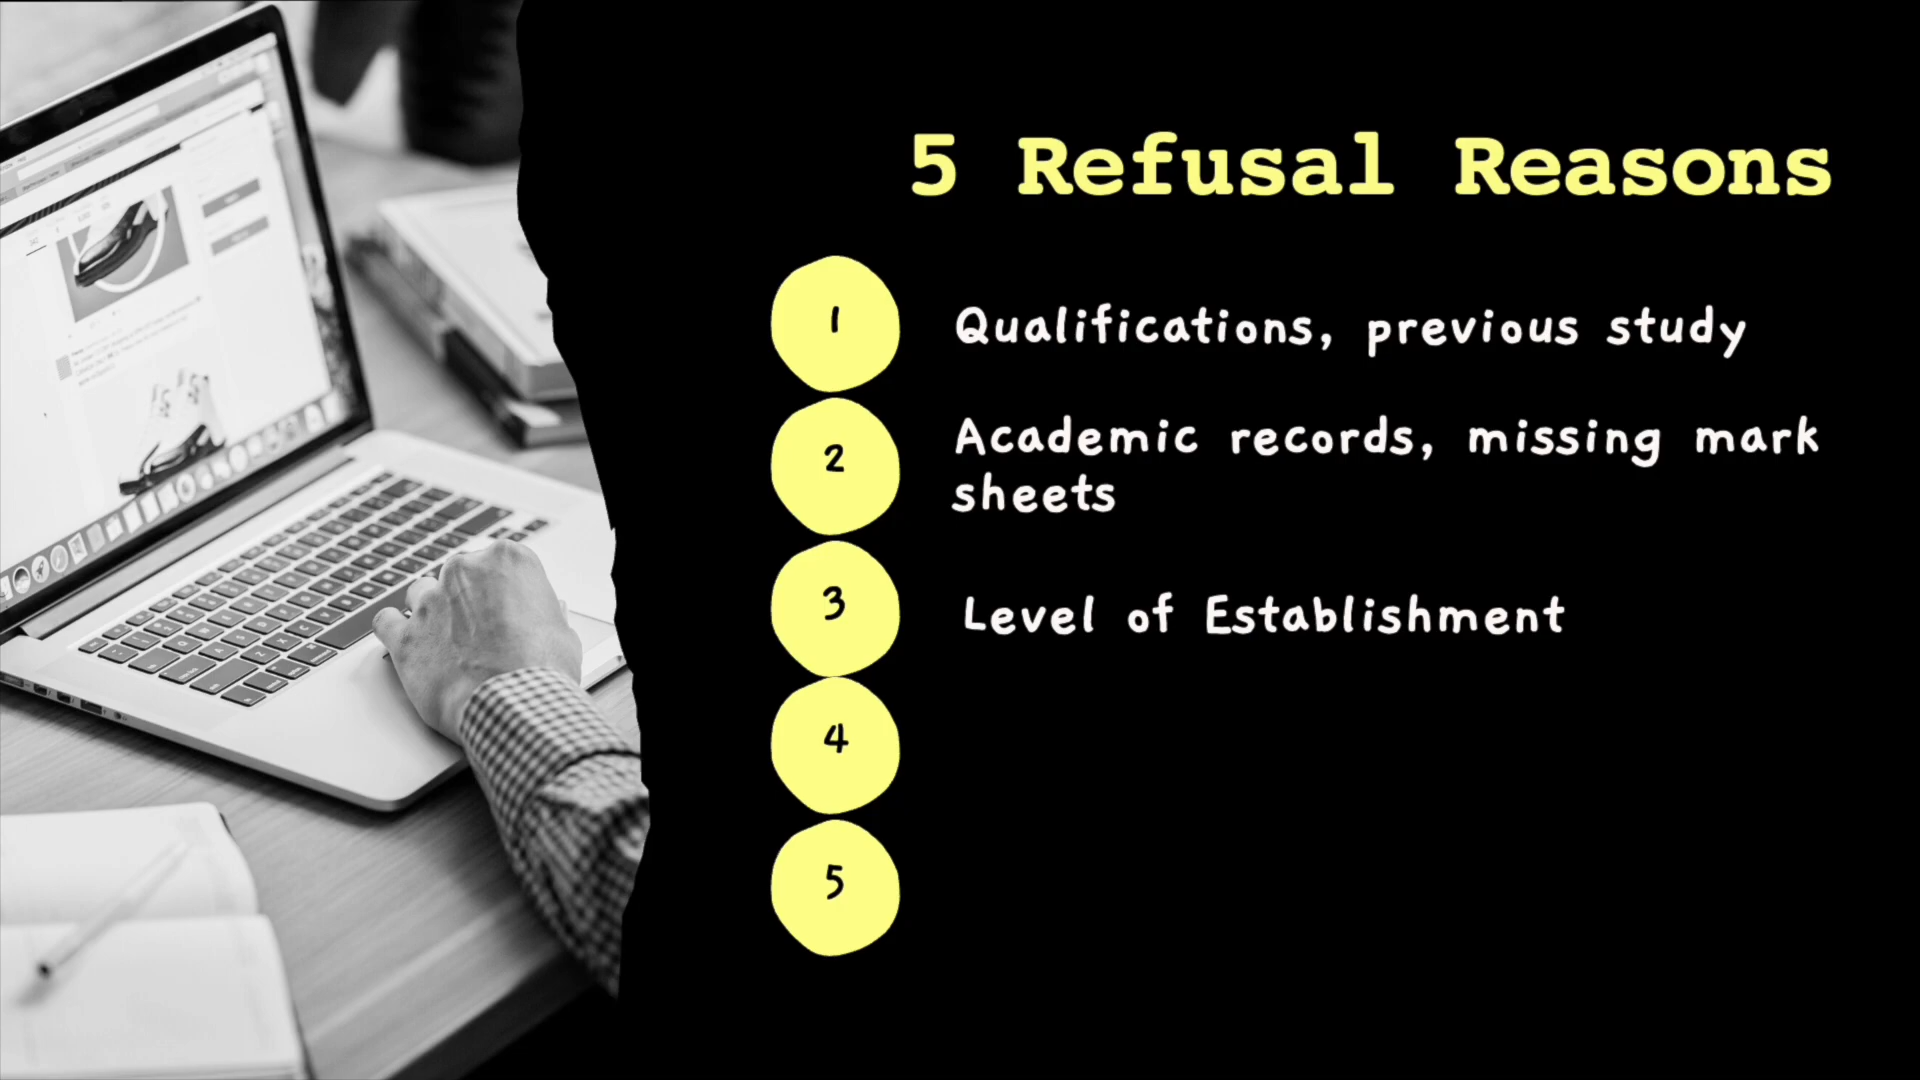 5 Refusal Reasons
1
Qualifications, previous study
2
Academic records, missing mark
sheets
3
Level of Establishment
4
5